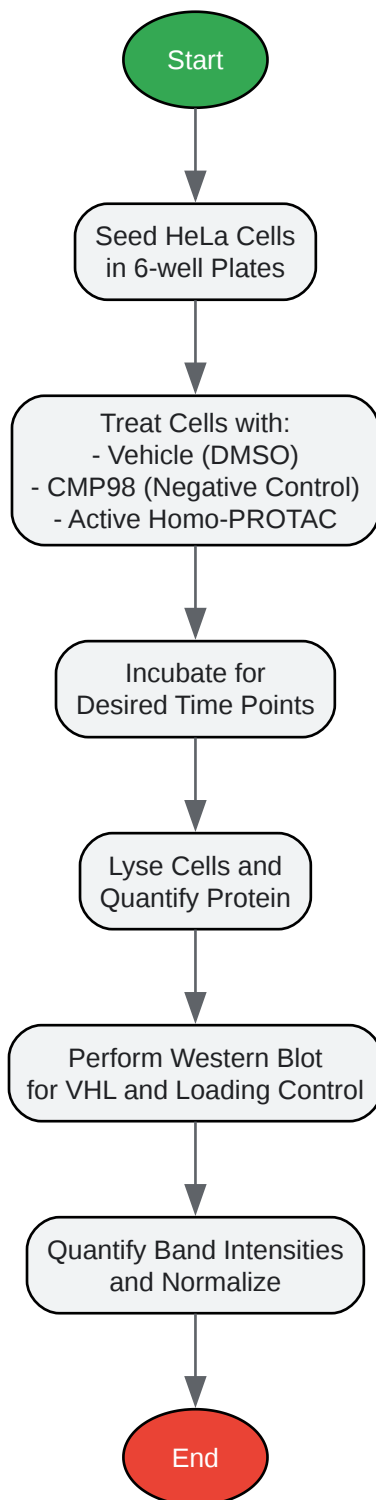 Start
Seed HeLa Cells
in 6-well Plates
Treat Cells with:
- Vehicle (DMSO)
- CMP98 (Negative Control)
- Active Homo-PROTAC
Incubate for
Desired Time Points
Lyse Cells and
Quantify Protein
Perform Western Blot
for VHL and Loading Control
Quantify Band Intensities
and Normalize
End